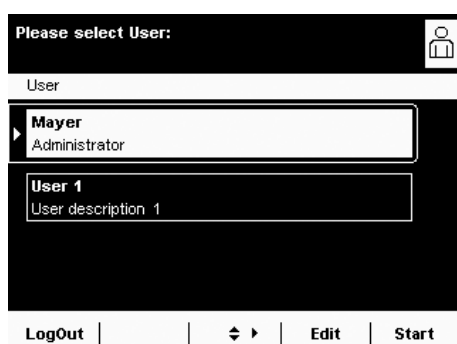 Please select User:
User
Mayer
Administrator
User 1
User description 1
LogOut Edit Start